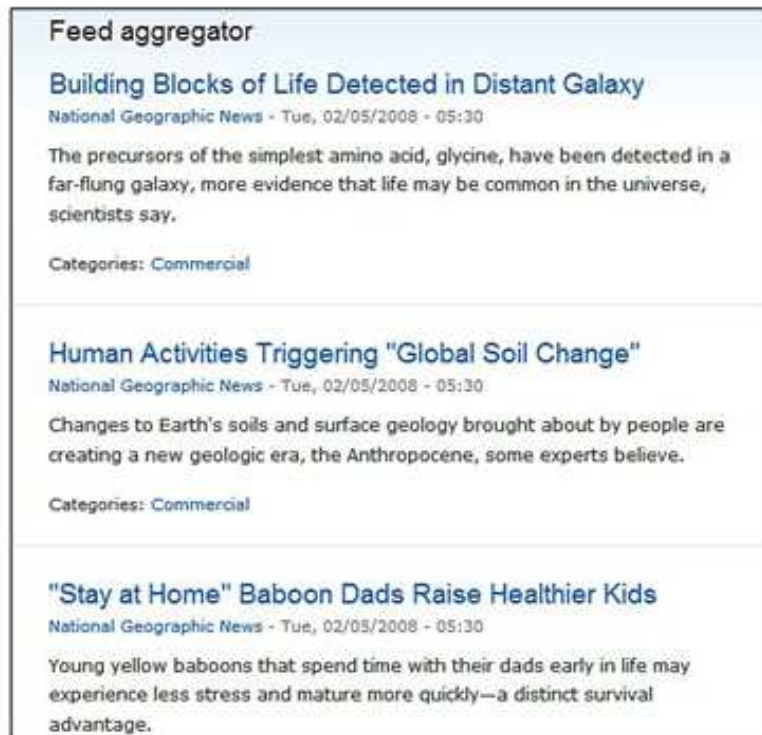 Feed aggregator
Building Blocks of Life Detected in Distant Galaxy
National Geographic News - Tue, 02/05/2008 - 05:30
The precursors of the simplest amino acid, glycine, have been detected in a
far-flung galaxy, more evidence that life may be common in the universe,
scientists say.
Categories: Commercial
Human Activities Triggering "Global Soil Change"
National Geographic News - Tue, 02/05/2008 - 05:30
Changes to Earth's soils and surface geology brought about by people are
creating a new geologic era, the Anthropocene, some experts believe.
Categories: Commercial
"Stay at Home" Baboon Dads Raise Healthier Kids
National Geographic News - Tue, 02/05/2008 - 05:30
Young yellow baboons that spend time with their dads early in life may
experience less stress and mature more quickly—a distinct survival
advantage.